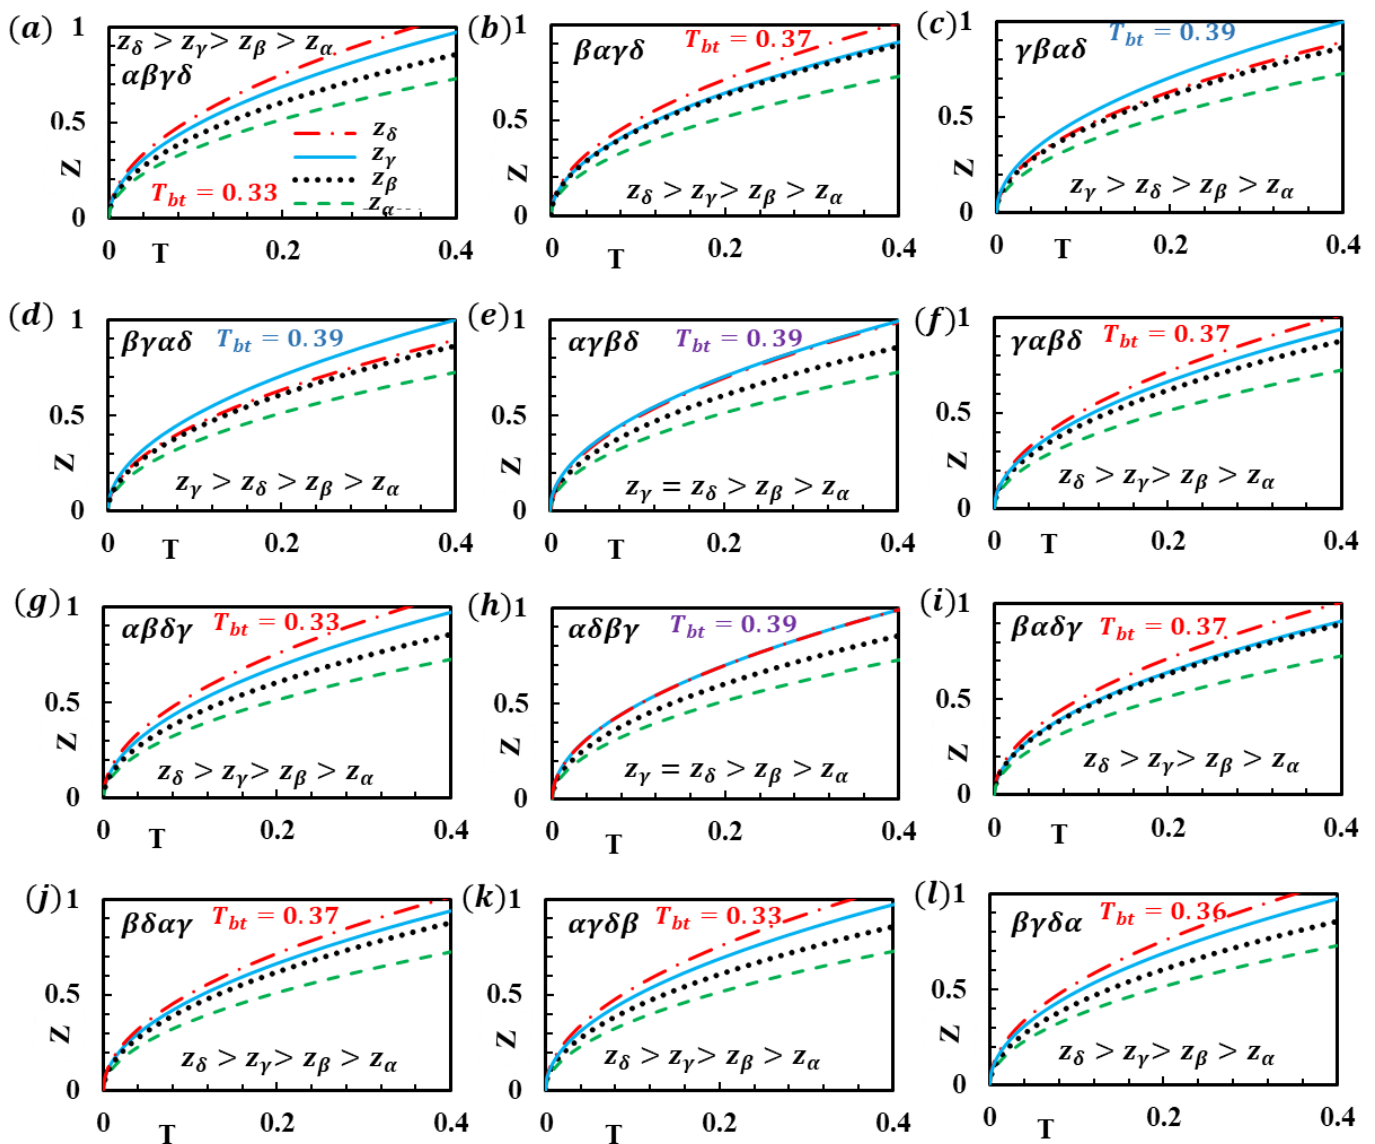 (a)
z_δ > z_γ > z_β > z_α
αβγδ
z_δ
z_γ
z_β
z_α
T_bt = 0.33
1
0.5
0
Z
0
T
0.2
0.4
(b)
βαγδ
T_bt = 0.37
z_δ > z_γ > z_β > z_α
1
0.5
0
Z
0
T
0.2
0.4
(c)
γβαδ
T_bt = 0.39
z_γ > z_δ > z_β > z_α
1
0.5
0
Z
0
T
0.2
0.4
(d)
βγαδ
T_bt = 0.39
z_γ > z_δ > z_β > z_α
1
0.5
0
Z
0
T
0.2
0.4
(e)
αγβδ
T_bt = 0.39
z_γ = z_δ > z_β > z_α
1
0.5
0
Z
0
T
0.2
0.4
(f)
γαβδ
T_bt = 0.37
z_δ > z_γ > z_β > z_α
1
0.5
0
Z
0
T
0.2
0.4
(g)
αβδγ
T_bt = 0.33
z_δ > z_γ > z_β > z_α
1
0.5
0
Z
0
T
0.2
0.4
(h)
αδβγ
T_bt = 0.39
z_γ = z_δ > z_β > z_α
1
0.5
0
Z
0
T
0.2
0.4
(i)
βαδγ
T_bt = 0.37
z_δ > z_γ > z_β > z_α
1
0.5
0
Z
0
T
0.2
0.4
(j)
βδαγ
T_bt = 0.37
z_δ > z_γ > z_β > z_α
1
0.5
0
Z
0
T
0.2
0.4
(k)
αγδβ
T_bt = 0.33
z_δ > z_γ > z_β > z_α
1
0.5
0
Z
0
T
0.2
0.4
(l)
βγδα
T_bt = 0.36
z_δ > z_γ > z_β > z_α
1
0.5
0
Z
0
T
0.2
0.4